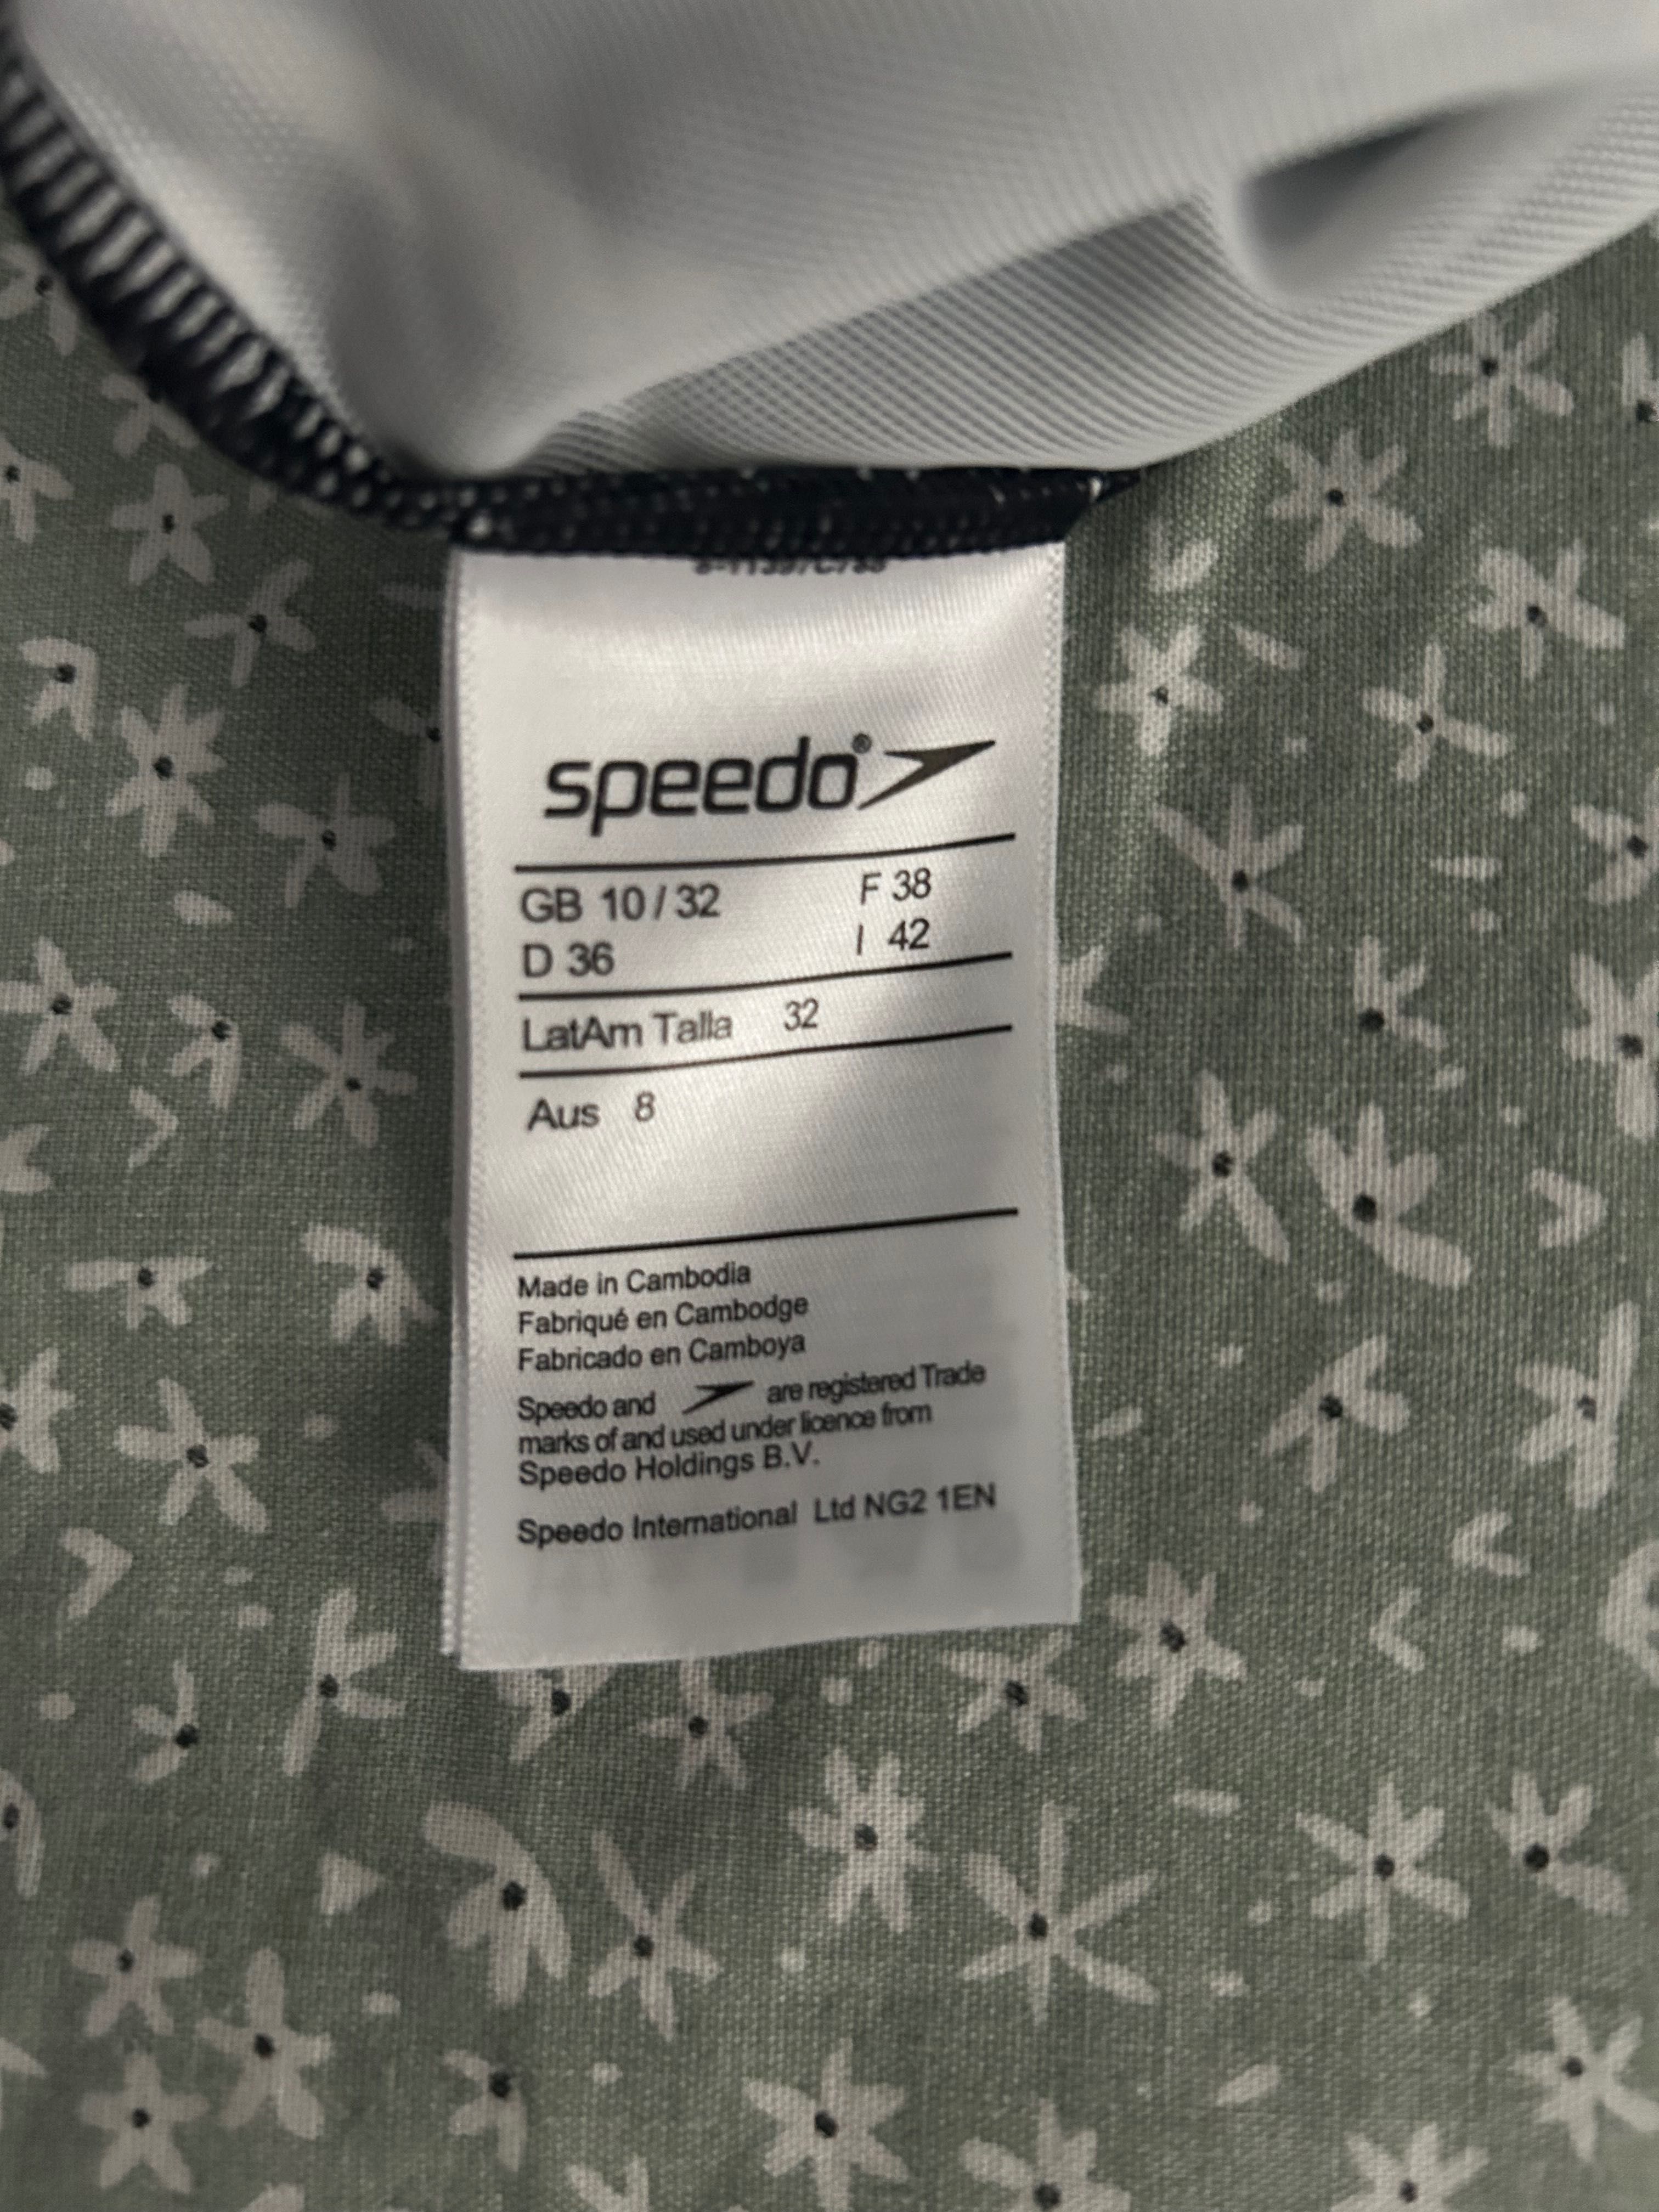 speedo®
GB 10 / 32 F 38
D 36 I 42
LatAm Talla 32
Aus 8
Made in Cambodia
Fabriqué en Cambodge
Fabricado en Camboya
Speedo and are registered Trade
marks of and used under licence from
Speedo Holdings B.V.
Speedo International Ltd NG2 1EN